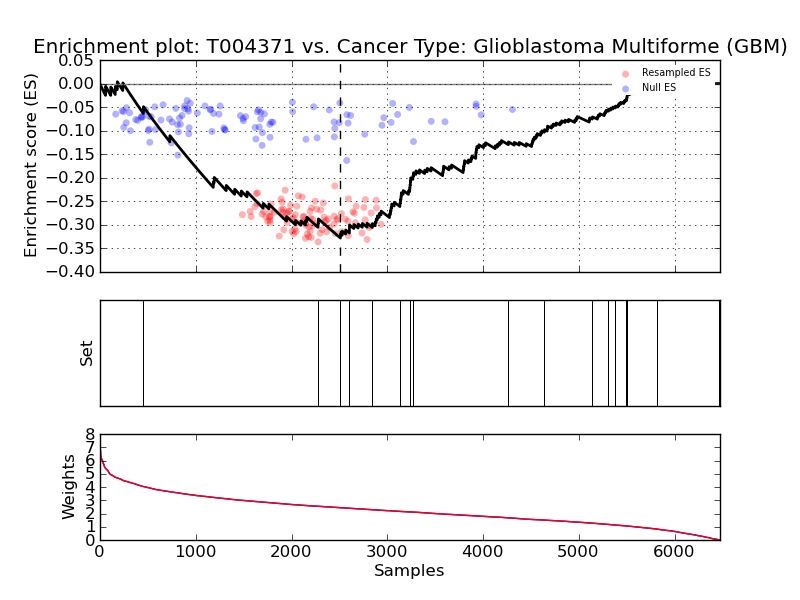 Enrichment plot: T004371 vs. Cancer Type: Glioblastoma Multiforme (GBM)
Enrichment score (ES)
0.05
0.00
−0.05
−0.10
−0.15
−0.20
−0.25
−0.30
−0.35
−0.40
Resampled ES
Null ES
Set
Weights
8
7
6
5
4
3
2
1
0
0 1000 2000 3000 4000 5000 6000
Samples